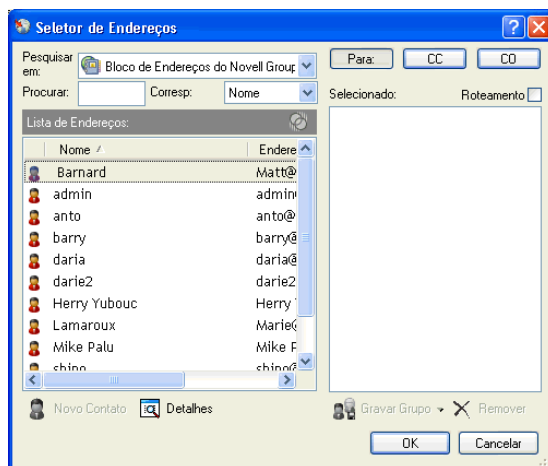 Seletor de Endereços
Pesquisar em:
Bloco de Endereços do Novell Group
Procurar:
Corresp:
Nome
Lista de Endereços:
Nome
Endere
Barnard
Matt@
admin
admin
anto
anto@
barry
barry@
daria
daria@
darie2
darie2
Herry Yubouc
Herry
Lamaroux
Marie@
Mike Palu
Mike P
shino
shino@
Novo Contato
Detalhes
Para:
CC
CO
Selecionado:
Roteamento
Gravar Grupo
Remover
OK
Cancelar